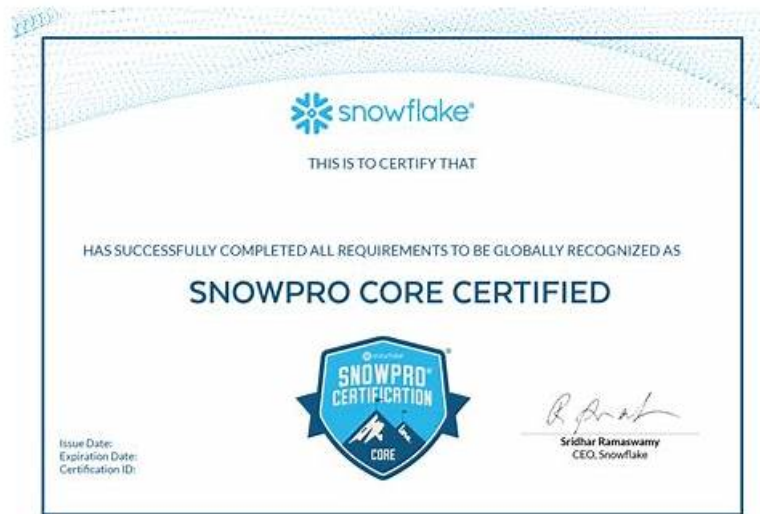 snowflake®
THIS IS TO CERTIFY THAT
HAS SUCCESSFULLY COMPLETED ALL REQUIREMENTS TO BE GLOBALLY RECOGNIZED AS
SNOWPRO CORE CERTIFIED
snowflake
SNOWPRO®
CERTIFICATION
CORE
Issue Date:
Expiration Date:
Certification ID:
Sridhar Ramaswamy
CEO, Snowflake